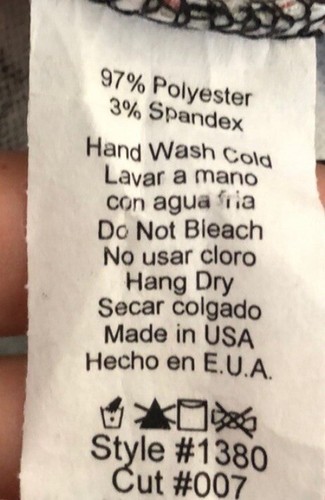 97% Polyester
3% Spandex
Hand Wash Cold
Lavar a mano
con agua fria
Do Not Bleach
No usar cloro
Hang Dry
Secar colgado
Made in USA
Hecho en E.U.A.
Style #1380
Cut #007